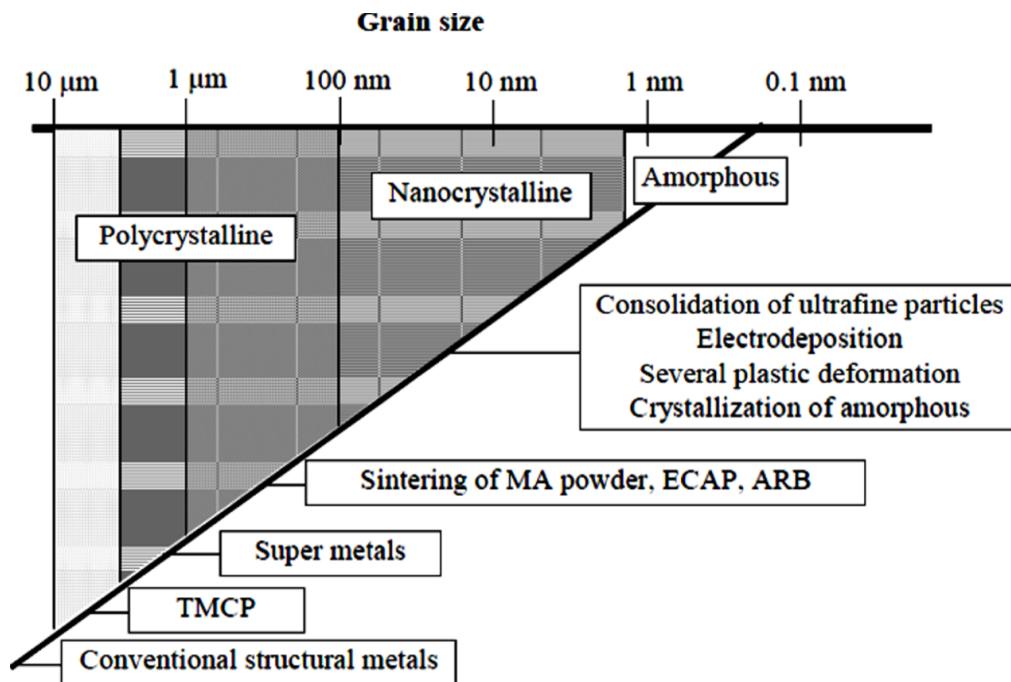 Grain size
10 μm
1 μm
100 nm
10 nm
1 nm
0.1 nm
Amorphous
Nanocrystalline
Polycrystalline
Consolidation of ultrafine particles
Electrodeposition
Several plastic deformation
Crystallization of amorphous
Sintering of MA powder, ECAP, ARB
Super metals
TMCP
Conventional structural metals